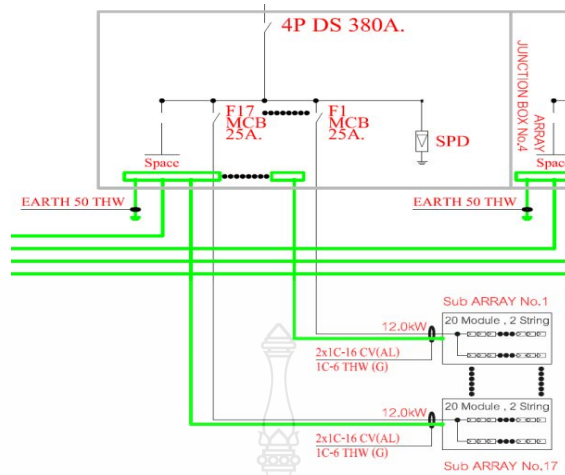 4P DS 380A.
F17
MCB
25A.
F1
MCB
25A.
SPD
Space
EARTH 50 THW
JUNCTION BOX No.4
ARRAY
Space
EARTH 50 THW
Sub ARRAY No.1
12.0kW
20 Module , 2 String
2x1C-16 CV(AL)
1C-6 THW (G)
12.0kW
20 Module , 2 String
2x1C-16 CV(AL)
1C-6 THW (G)
Sub ARRAY No.17